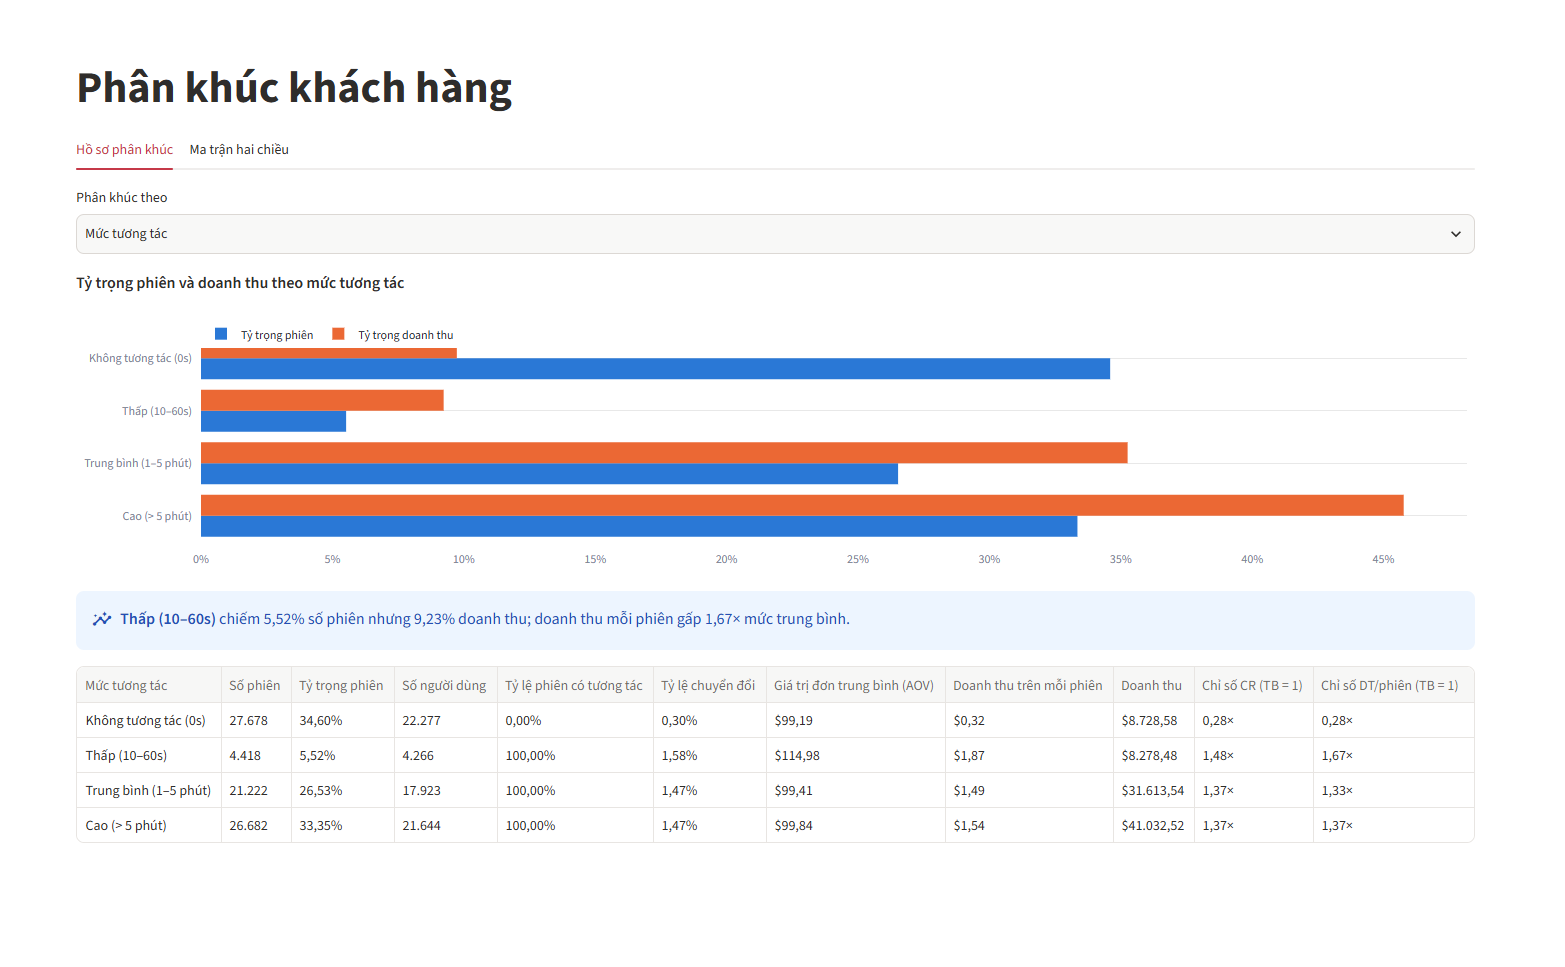 Phân khúc khách hàng
Hồ sơ phân khúc Ma trận hai chiều
Phân khúc theo
Mức tương tác
Tỷ trọng phiên và doanh thu theo mức tương tác
Tỷ trọng phiên Tỷ trọng doanh thu
Không tương tác (0s)
Thấp (10–60s)
Trung bình (1–5 phút)
Cao (> 5 phút)
0% 5% 10% 15% 20% 25% 30% 35% 40% 45%
Thấp (10–60s) chiếm 5,52% số phiên nhưng 9,23% doanh thu; doanh thu mỗi phiên gấp 1,67× mức trung bình.
Mức tương tác Số phiên Tỷ trọng phiên Số người dùng Tỷ lệ phiên có tương tác Tỷ lệ chuyển đổi Giá trị đơn trung bình (AOV) Doanh thu trên mỗi phiên Doanh thu Chỉ số CR (TB = 1) Chỉ số DT/phiên (TB = 1)
Không tương tác (0s) 27.678 34,60% 22.277 0,00% 0,30% $99,19 $0,32 $8.728,58 0,28× 0,28×
Thấp (10–60s) 4.418 5,52% 4.266 100,00% 1,58% $114,98 $1,87 $8.278,48 1,48× 1,67×
Trung bình (1–5 phút) 21.222 26,53% 17.923 100,00% 1,47% $99,41 $1,49 $31.613,54 1,37× 1,33×
Cao (> 5 phút) 26.682 33,35% 21.644 100,00% 1,47% $99,84 $1,54 $41.032,52 1,37× 1,37×